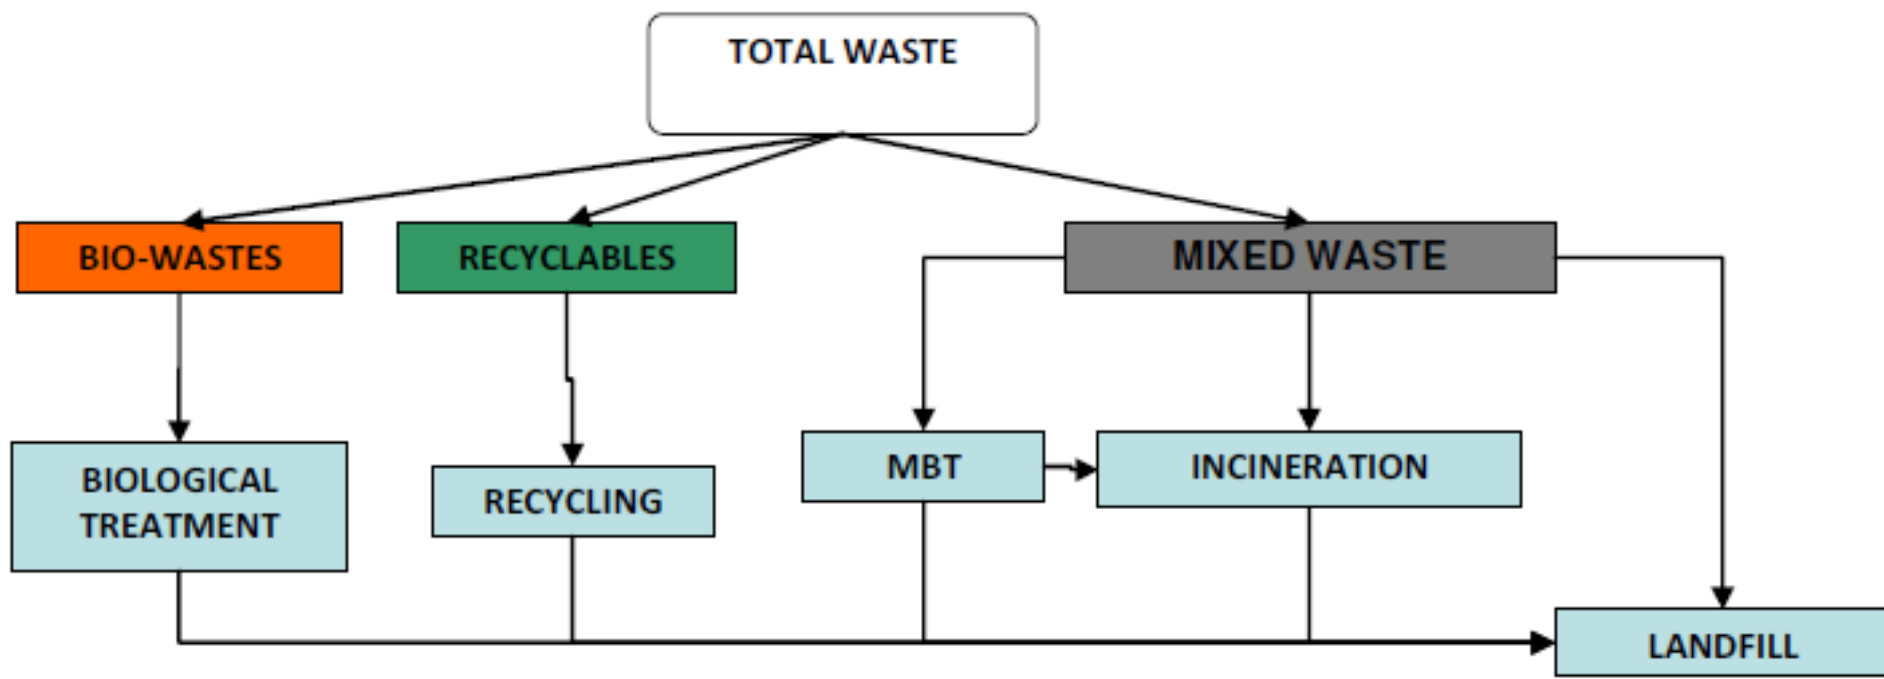 TOTAL WASTE
BIO-WASTES
RECYCLABLES
MIXED WASTE
BIOLOGICAL
TREATMENT
RECYCLING
MBT
INCINERATION
LANDFILL